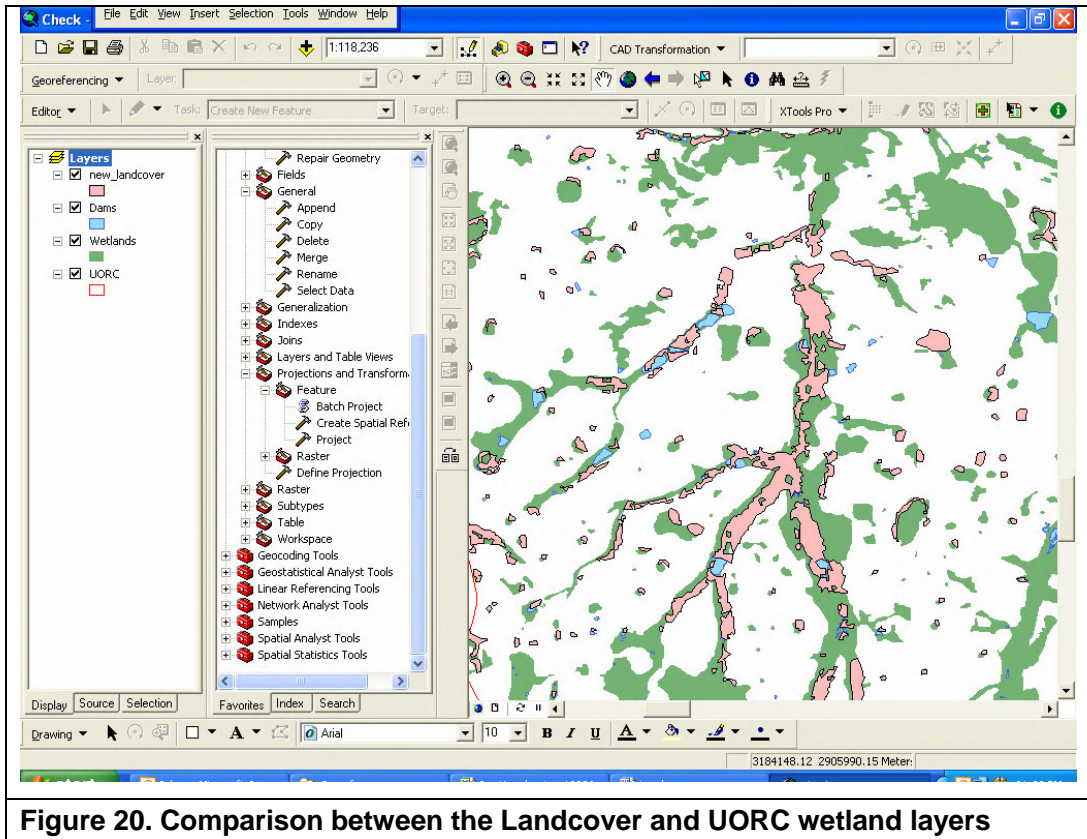 Check -
File Edit View Insert Selection Tools Window Help
1:118,236
CAD Transformation
Georeferencing
Layer:
Editor
Task:
Create New Feature
Target:
XTools Pro
Layers
new_landcover
Dams
Wetlands
UORC
Repair Geometry
Fields
General
Append
Copy
Delete
Merge
Rename
Select Data
Generalization
Indexes
Joins
Layers and Table Views
Projections and Transform
Feature
Batch Project
Create Spatial Ref
Project
Raster
Define Projection
Raster
Subtypes
Table
Workspace
Geocoding Tools
Geostatistical Analyst Tools
Linear Referencing Tools
Network Analyst Tools
Samples
Spatial Analyst Tools
Spatial Statistics Tools
Display Source Selection
Favorites Index Search
Drawing
A
Arial
10
B I U A
3184148.12 2905990.15 Meter:
Figure 20. Comparison between the Landcover and UORC wetland layers